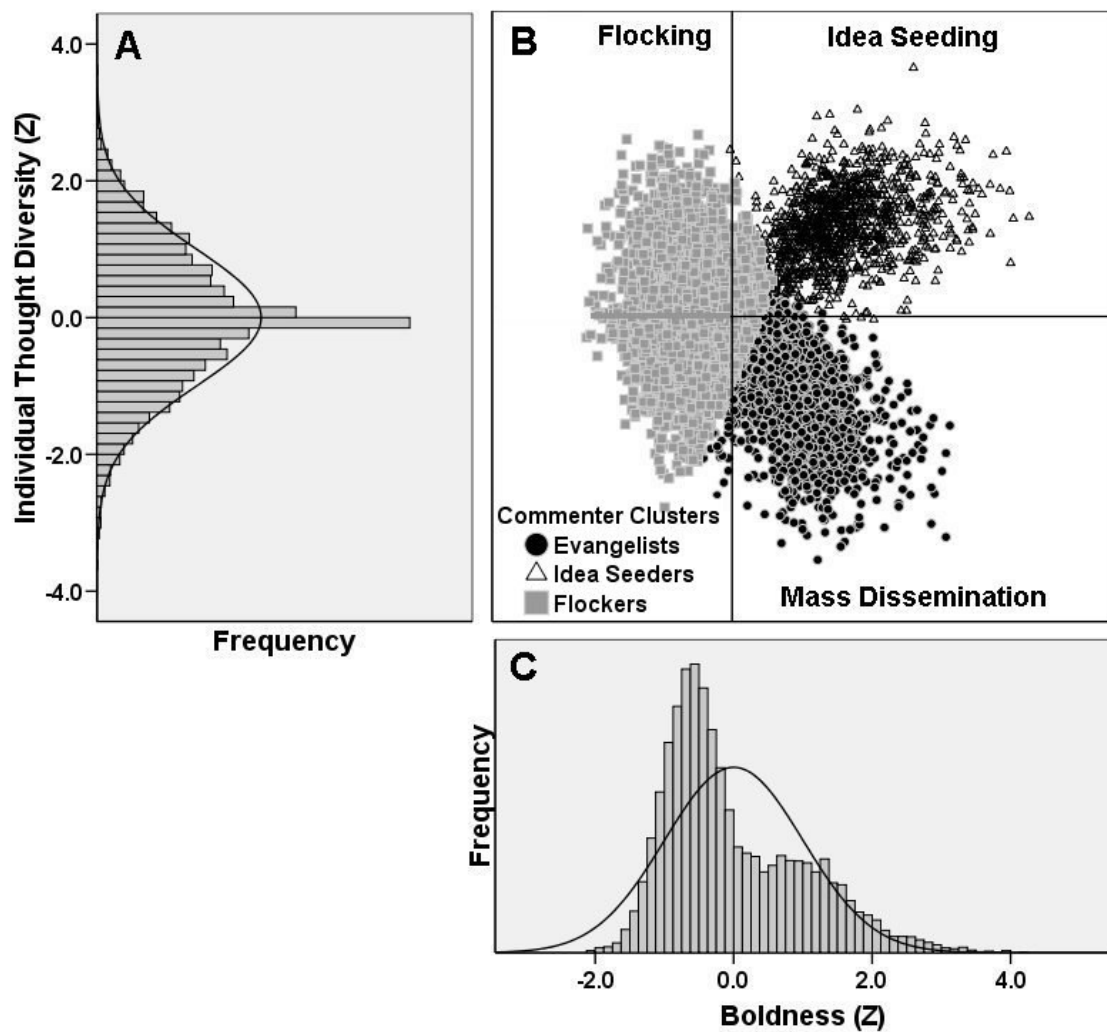 A
4.0
2.0
0.0
-2.0
-4.0
Individual Thought Diversity (Z)
Frequency
B
Flocking
Idea Seeding
Commenter Clusters
Evangelists
Idea Seeders
Flockers
Mass Dissemination
C
Frequency
-2.0
0.0
2.0
4.0
Boldness (Z)